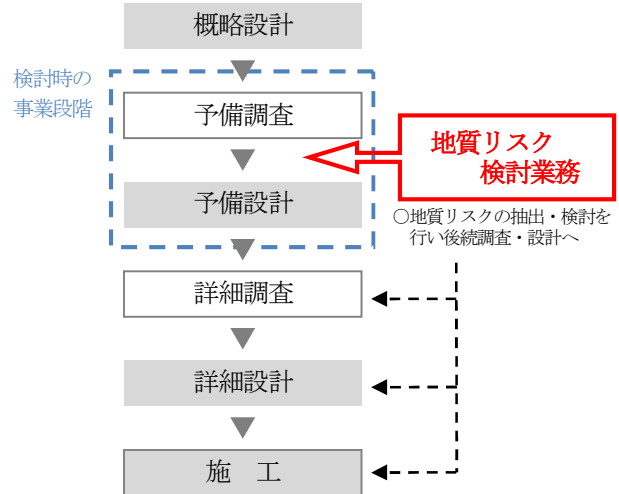 概略設計
検討時の
事業段階
予備調査
地質リスク
検討業務
予備設計
○地質リスクの抽出・検討を
行い後続調査・設計へ
詳細調査
詳細設計
施　工